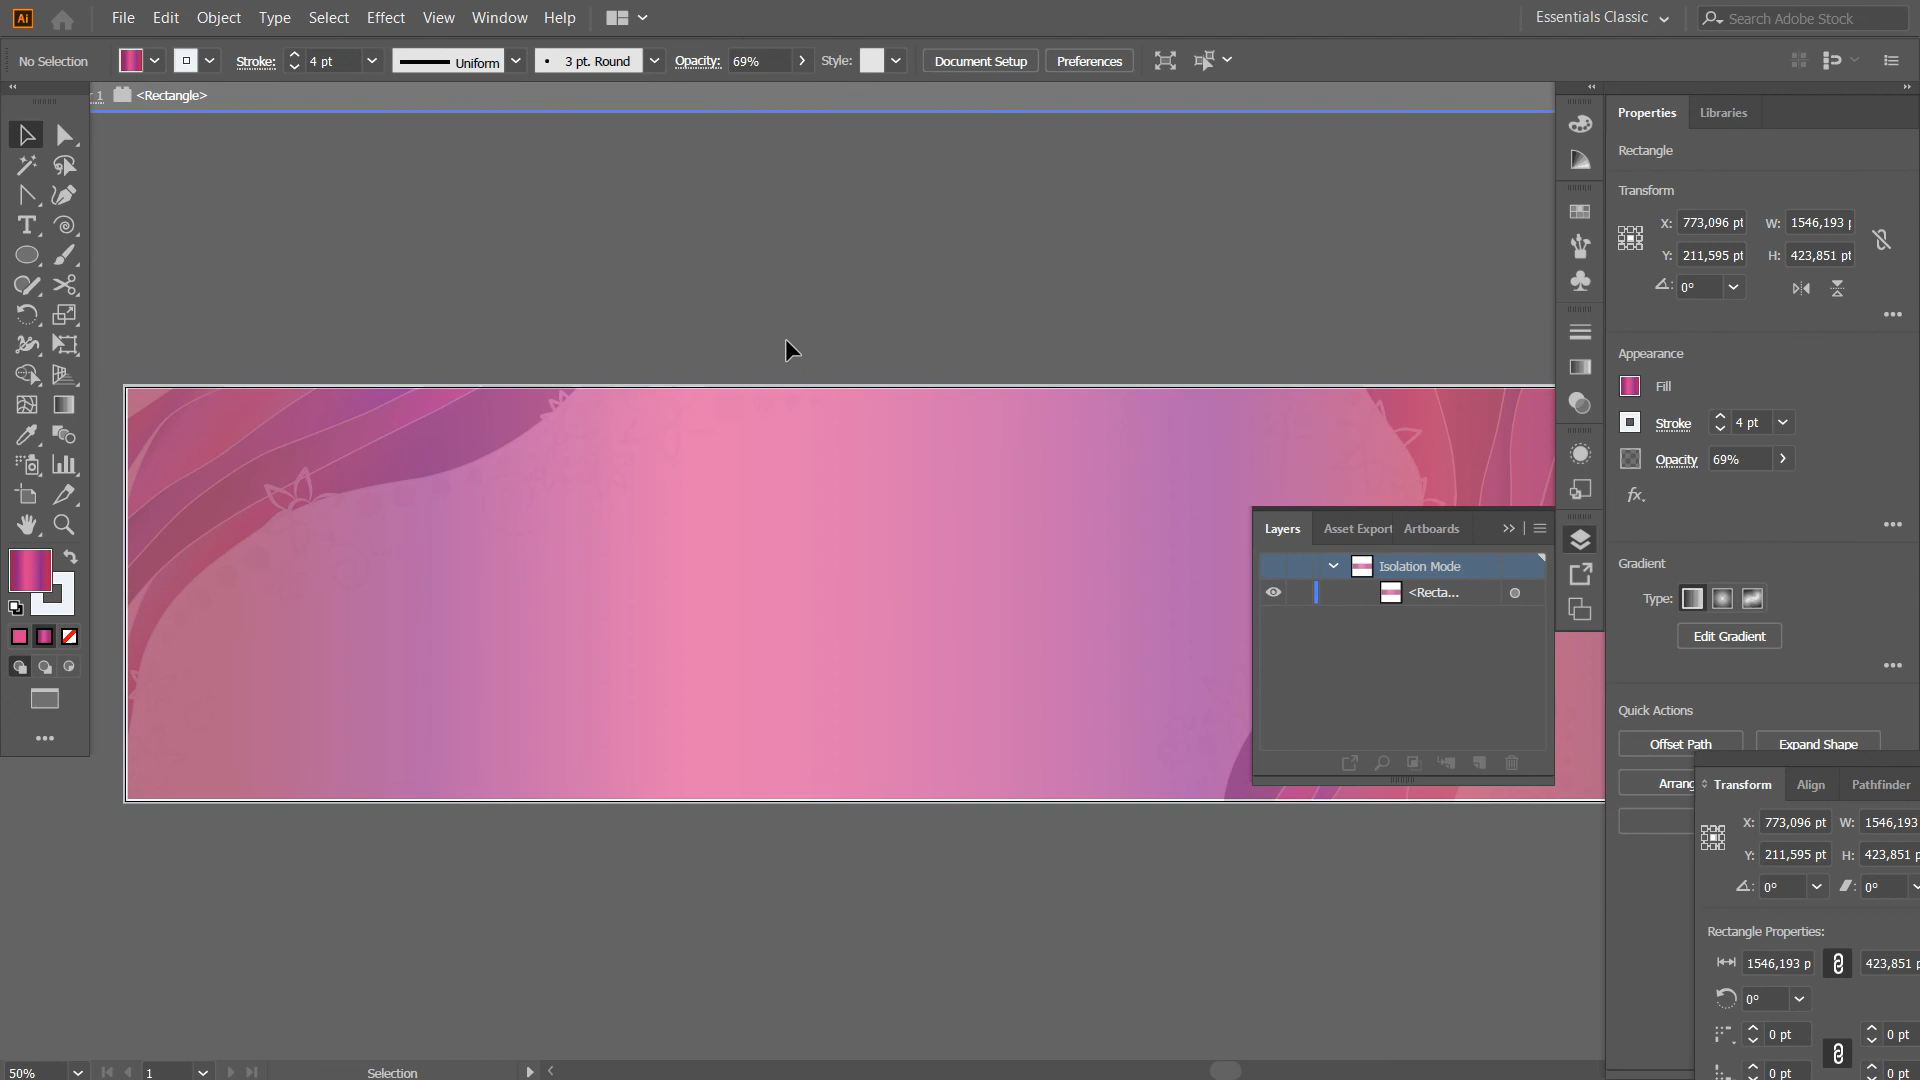 Ai File Edit Object Type Select Effect View Window Help Essentials Classic Search Adobe Stock
No Selection Stroke: 4 pt Uniform 3 pt. Round Opacity: 69% Style: Document Setup Preferences
1 <Rectangle>
Properties Libraries
Rectangle
Transform
X: 773,096 pt W: 1546,193
Y: 211,595 pt H: 423,851 pt
0°
Appearance
Fill
Stroke 4 pt
Opacity 69%
fx.
Layers Asset Export Artboards
Isolation Mode
<Recta...
Gradient
Type:
Edit Gradient
Quick Actions
Offset Path Expand Shape
Arrang
Transform Align Pathfinder
X: 773,096 pt W: 1546,193
Y: 211,595 pt H: 423,851 p
0° 0°
Rectangle Properties:
1546,193 p 423,851 p
0°
0 pt 0 pt
0 pt 0 pt
50% 1 Selection